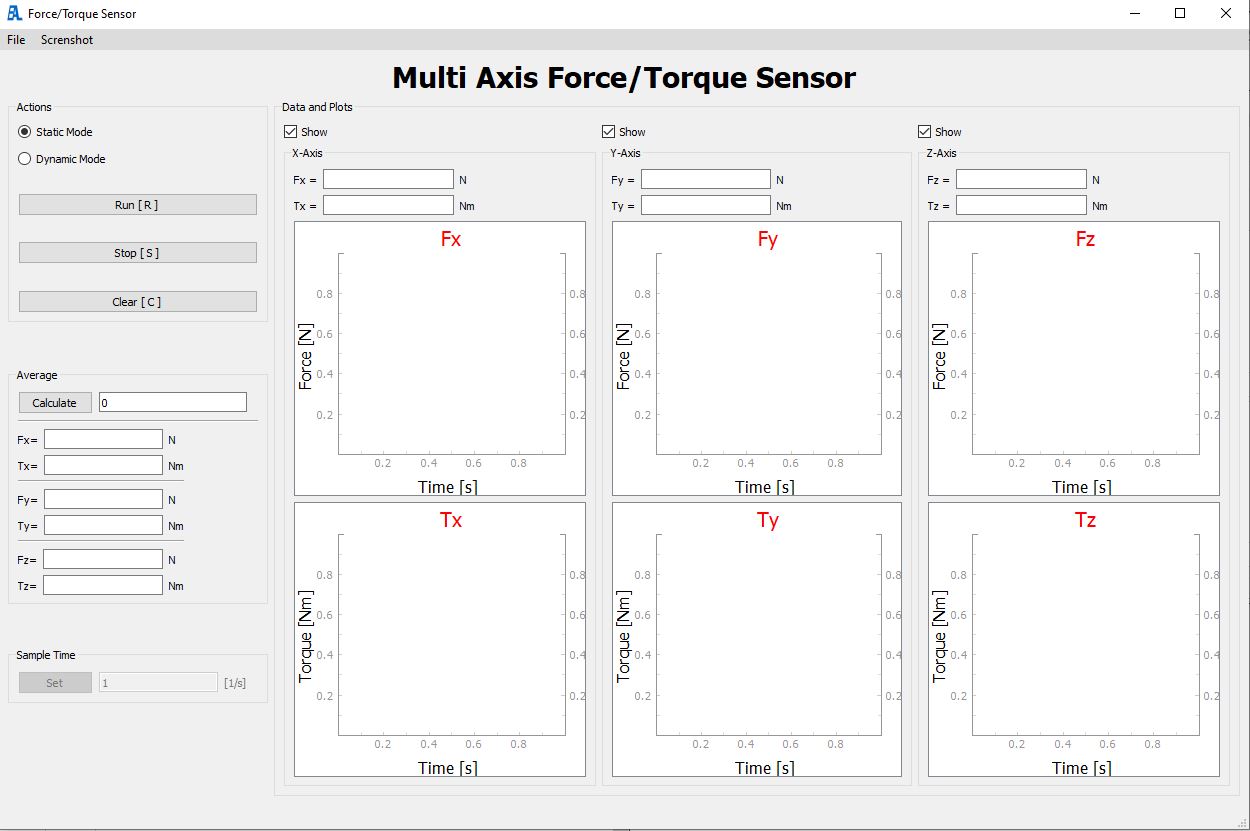 Force/Torque Sensor
File Screnshot
Multi Axis Force/Torque Sensor
Actions
Static Mode
Dynamic Mode
Run [ R ]
Stop [ S ]
Clear [ C ]
Average
Calculate 0
Fx= N
Tx= Nm
Fy= N
Ty= Nm
Fz= N
Tz= Nm
Sample Time
Set 1 [1/s]
Data and Plots
Show
X-Axis
Fx = N
Tx = Nm
Fx
Force [N]
0.8 0.8
0.6 0.6
0.4 0.4
0.2 0.2
0.2 0.4 0.6 0.8
Time [s]
Tx
Torque [Nm]
0.8 0.8
0.6 0.6
0.4 0.4
0.2 0.2
0.2 0.4 0.6 0.8
Time [s]
Show
Y-Axis
Fy = N
Ty = Nm
Fy
Force [N]
0.8 0.8
0.6 0.6
0.4 0.4
0.2 0.2
0.2 0.4 0.6 0.8
Time [s]
Ty
Torque [Nm]
0.8 0.8
0.6 0.6
0.4 0.4
0.2 0.2
0.2 0.4 0.6 0.8
Time [s]
Show
Z-Axis
Fz = N
Tz = Nm
Fz
Force [N]
0.8 0.8
0.6 0.6
0.4 0.4
0.2 0.2
0.2 0.4 0.6 0.8
Time [s]
Tz
Torque [Nm]
0.8 0.8
0.6 0.6
0.4 0.4
0.2 0.2
0.2 0.4 0.6 0.8
Time [s]